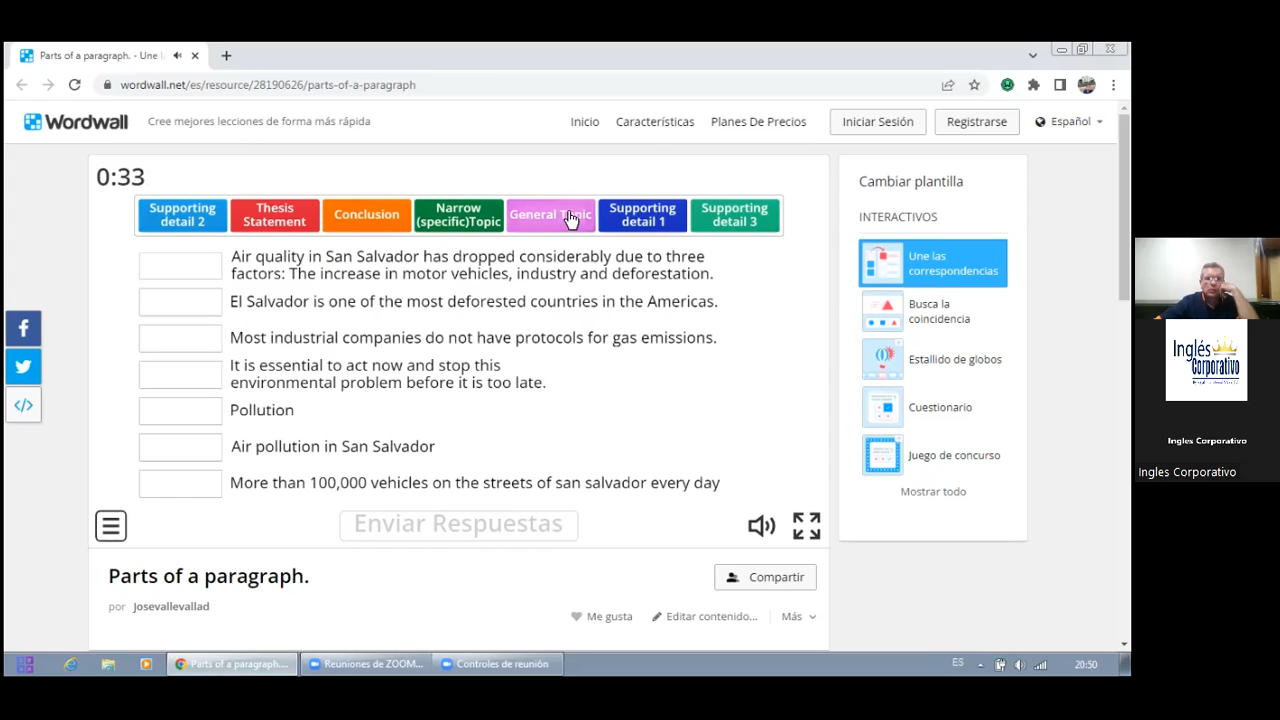 Parts of a paragraph. - Une l
wordwall.net/es/resource/28190626/parts-of-a-paragraph
Wordwall
Cree mejores lecciones de forma más rápida
Inicio
Características
Planes De Precios
Iniciar Sesión
Registrarse
Español
0:33
Supporting
detail 2
Thesis
Statement
Conclusion
Narrow
(specific)Topic
General Topic
Supporting
detail 1
Supporting
detail 3
Air quality in San Salvador has dropped considerably due to three
factors: The increase in motor vehicles, industry and deforestation.
El Salvador is one of the most deforested countries in the Americas.
Most industrial companies do not have protocols for gas emissions.
It is essential to act now and stop this
environmental problem before it is too late.
Pollution
Air pollution in San Salvador
More than 100,000 vehicles on the streets of san salvador every day
Enviar Respuestas
Cambiar plantilla
INTERACTIVOS
Une las
correspondencias
Busca la
coincidencia
Estallido de globos
Cuestionario
Juego de concurso
Mostrar todo
Parts of a paragraph.
Compartir
por Josevallevallad
Me gusta
Editar contenido...
Más
Parts of a paragraph....
Reuniones de ZOOM...
Controles de reunión
ES
20:50
Inglés
Corporativo
Ingles Corporativo
Ingles Corporativo